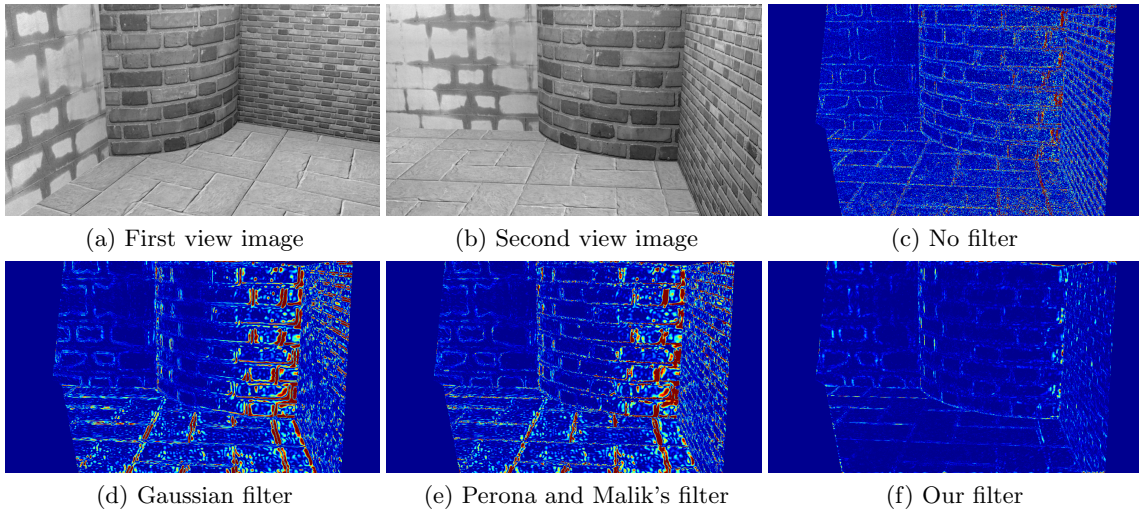 (a) First view image
(b) Second view image
(c) No filter
(d) Gaussian filter
(e) Perona and Malik's filter
(f) Our filter